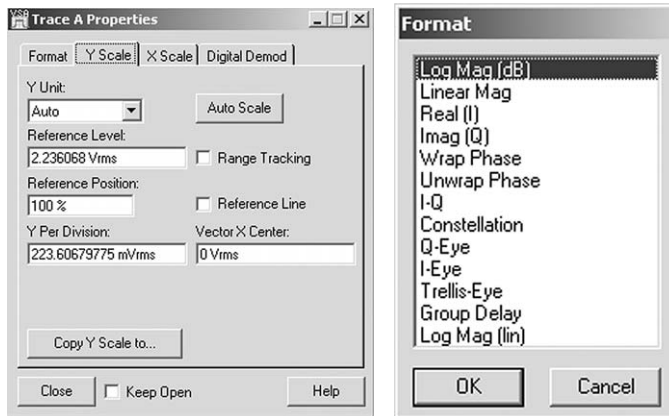 VSA
Trace A Properties
Format
Y Scale
X Scale
Digital Demod
Y Unit:
Auto
Auto Scale
Reference Level:
2.236068 Vrms
Range Tracking
Reference Position:
100 %
Reference Line
Y Per Division:
Vector X Center:
223.60679775 mVrms
0 Vrms
Copy Y Scale to...
Close
Keep Open
Help
Format
Log Mag (dB)
Linear Mag
Real (I)
Imag (Q)
Wrap Phase
Unwrap Phase
I-Q
Constellation
Q-Eye
I-Eye
Trellis-Eye
Group Delay
Log Mag (lin)
OK
Cancel